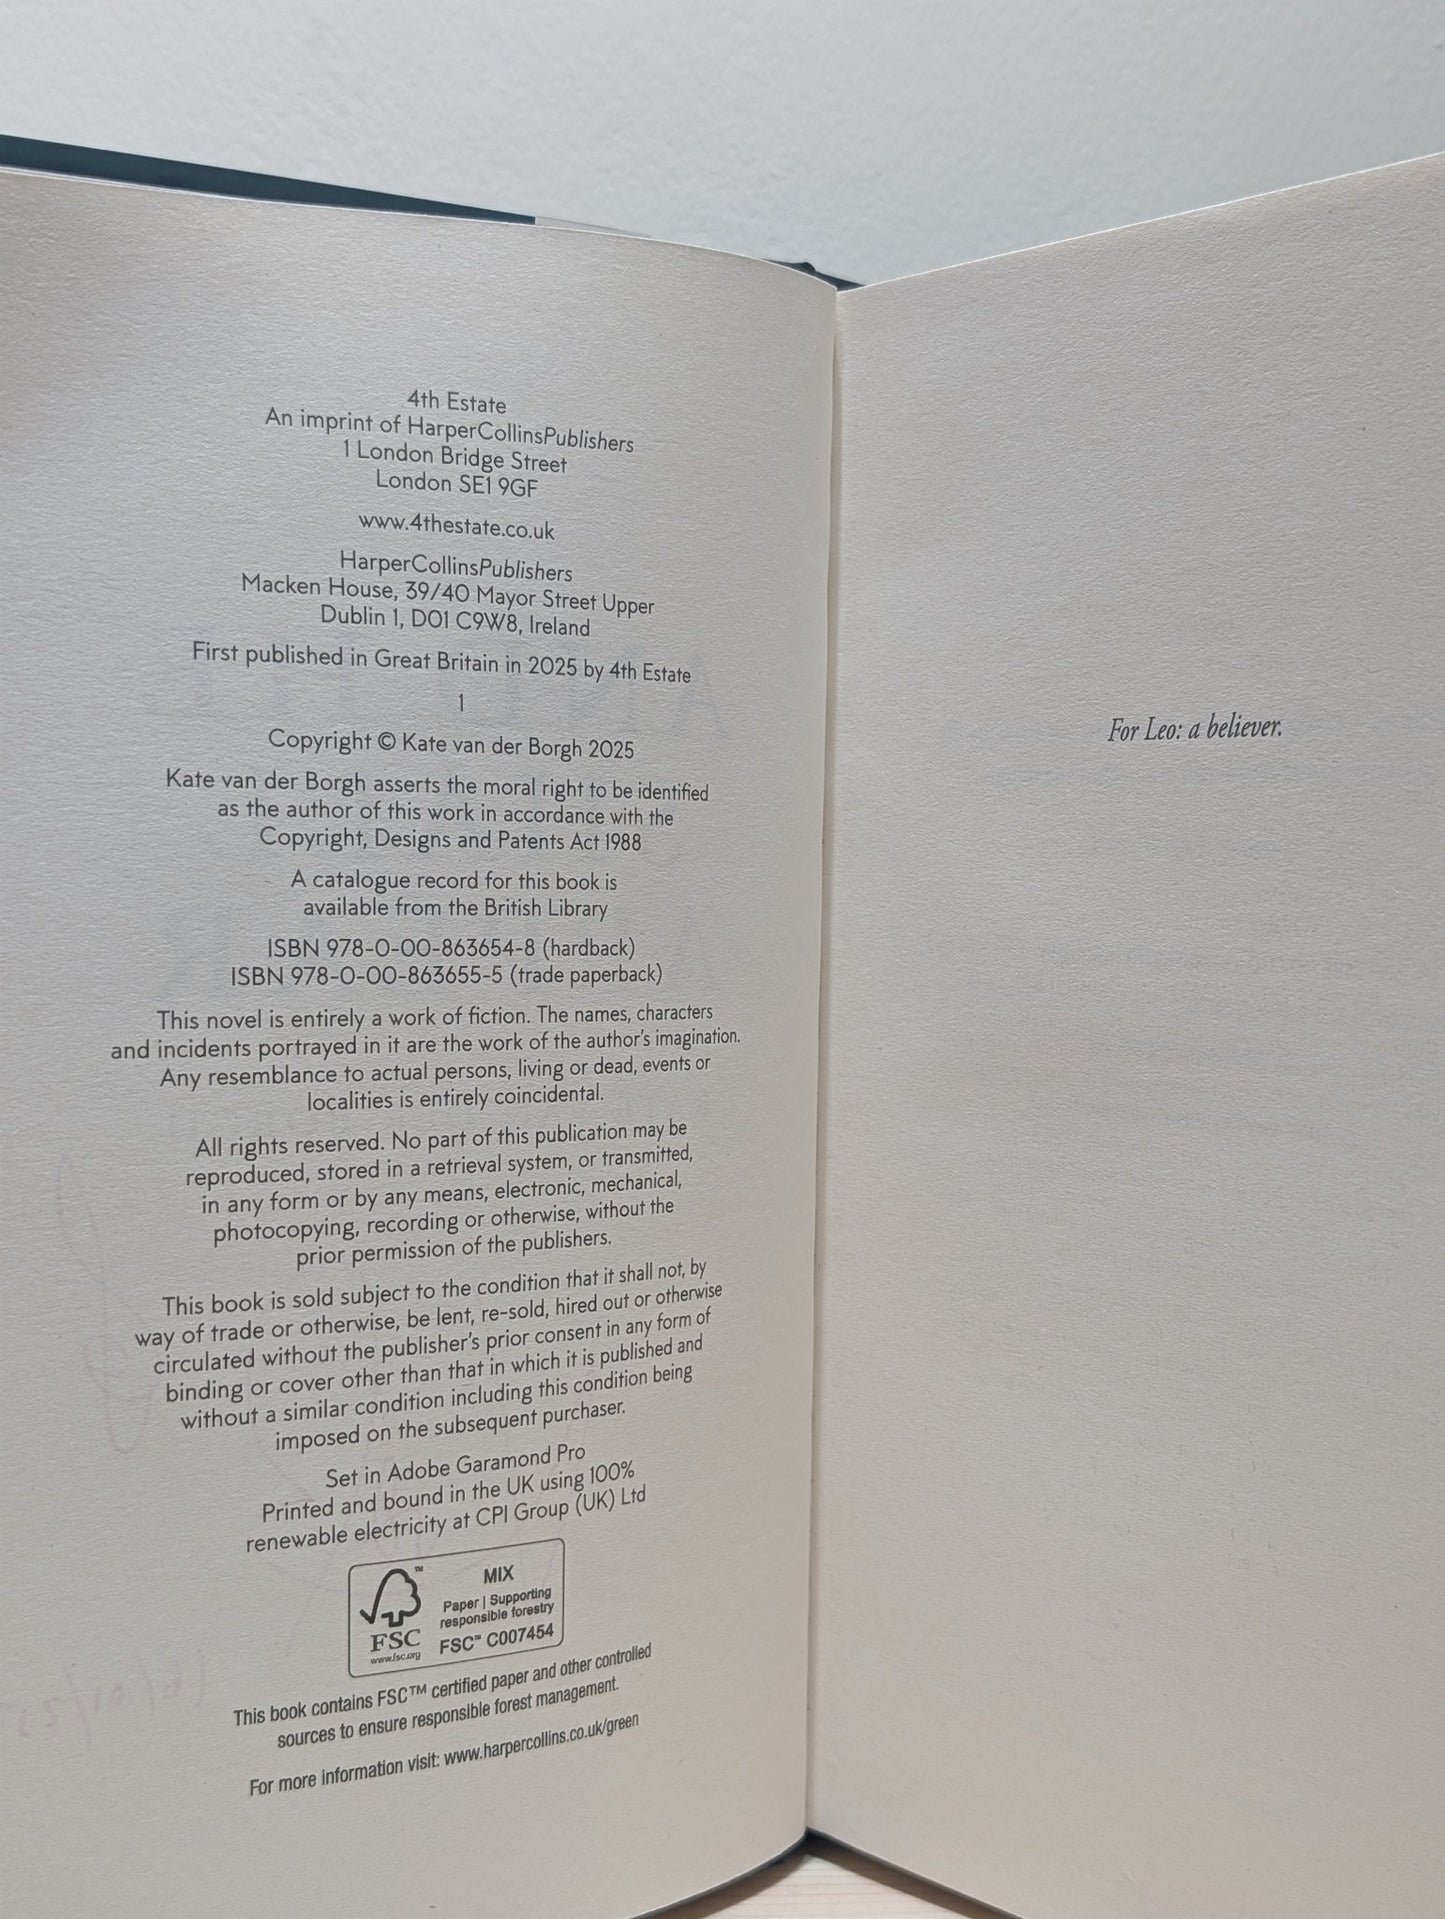 4th Estate
An imprint of HarperCollinsPublishers
1 London Bridge Street
London SE1 9GF
www.4thestate.co.uk
HarperCollinsPublishers
Macken House, 39/40 Mayor Street Upper
Dublin 1, D01 C9W8, Ireland
First published in Great Britain in 2025 by 4th Estate
1
Copyright © Kate van der Borgh 2025
Kate van der Borgh asserts the moral right to be identified
as the author of this work in accordance with the
Copyright, Designs and Patents Act 1988
A catalogue record for this book is
available from the British Library
ISBN 978-0-00-863654-8 (hardback)
ISBN 978-0-00-863655-5 (trade paperback)
This novel is entirely a work of fiction. The names, characters
and incidents portrayed in it are the work of the author's imagination.
Any resemblance to actual persons, living or dead, events or
localities is entirely coincidental.
All rights reserved. No part of this publication may be
reproduced, stored in a retrieval system, or transmitted,
in any form or by any means, electronic, mechanical,
photocopying, recording or otherwise, without the
prior permission of the publishers.
This book is sold subject to the condition that it shall not, by
way of trade or otherwise, be lent, re-sold, hired out or otherwise
circulated without the publisher's prior consent in any form of
binding or cover other than that in which it is published and
without a similar condition including this condition being
imposed on the subsequent purchaser.
Set in Adobe Garamond Pro
Printed and bound in the UK using 100%
renewable electricity at CPI Group (UK) Ltd
TM
FSC
www.fsc.org
MIX
Paper | Supporting
responsible forestry
FSC™ C007454
This book contains FSC™ certified paper and other controlled
sources to ensure responsible forest management.
For more information visit: www.harpercollins.co.uk/green
For Leo: a believer.